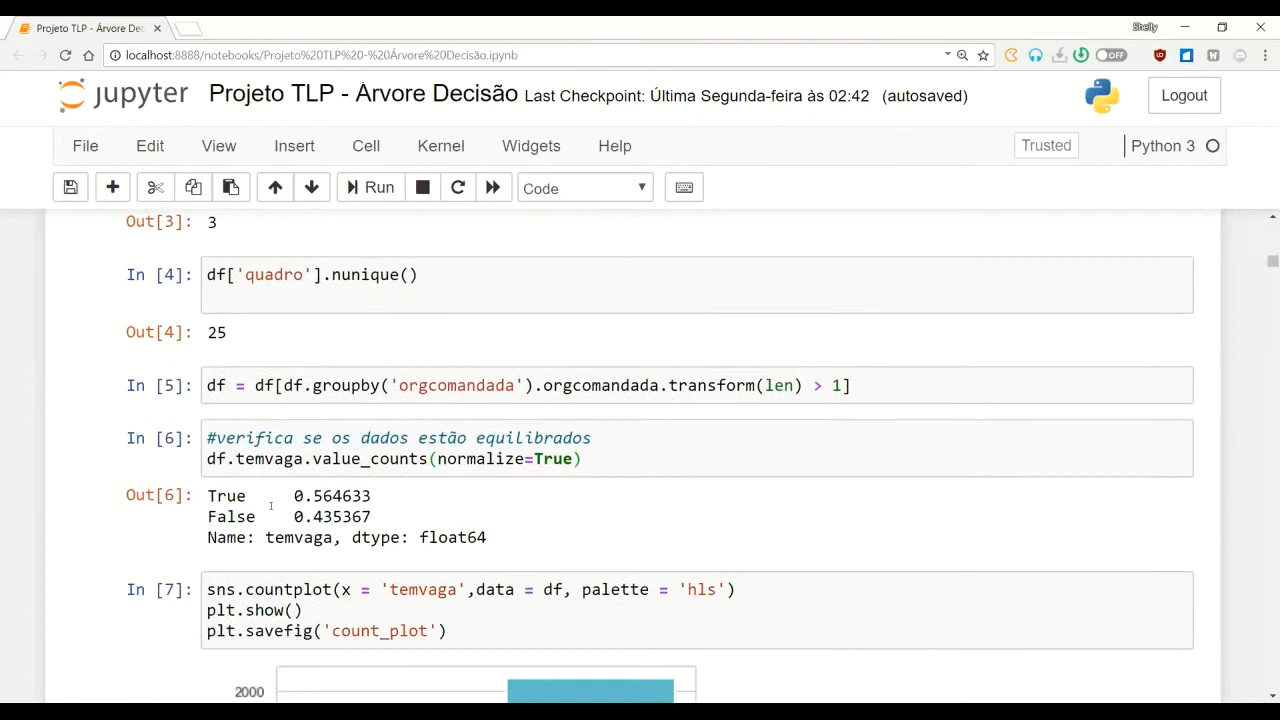 Projeto TLP - Árvore Dec
Shelly
localhost:8888/notebooks/Projeto%20TLP%20-%20Árvore%20Decisão.ipynb
OFF
jupyter Projeto TLP - Árvore Decisão Last Checkpoint: Última Segunda-feira às 02:42 (autosaved)
Logout
File Edit View Insert Cell Kernel Widgets Help Trusted Python 3
Run Code
Out[3]: 3
In [4]: df['quadro'].nunique()
Out[4]: 25
In [5]: df = df[df.groupby('orgcomandada').orgcomandada.transform(len) > 1]
In [6]: #verifica se os dados estão equilibrados
df.temvaga.value_counts(normalize=True)
Out[6]: True 0.564633
False 0.435367
Name: temvaga, dtype: float64
In [7]: sns.countplot(x = 'temvaga',data = df, palette = 'hls')
plt.show()
plt.savefig('count_plot')
2000